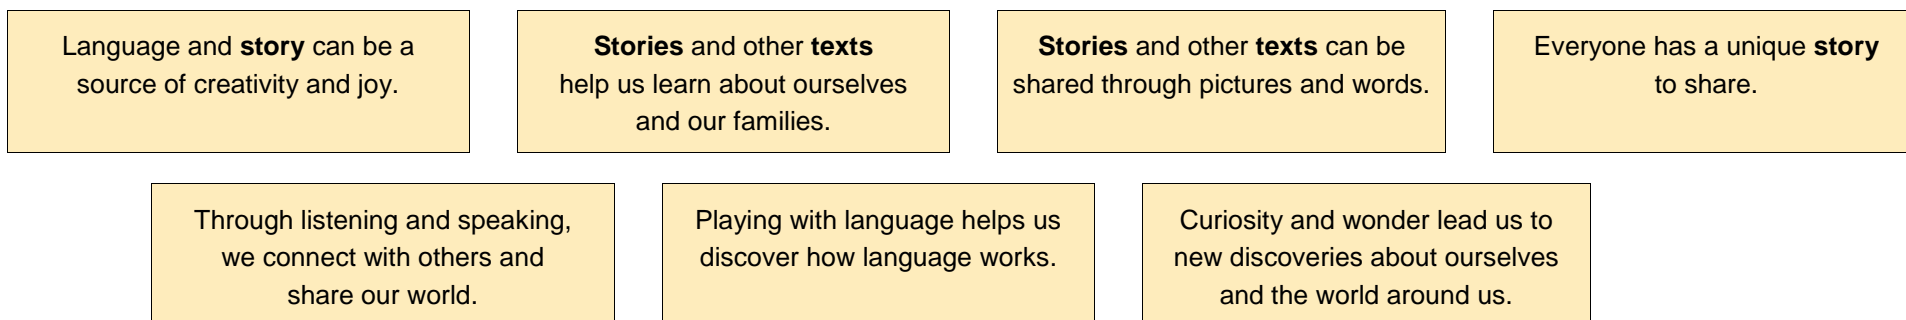 Language and story can be a
source of creativity and joy.
Stories and other texts
help us learn about ourselves
and our families.
Stories and other texts can be
shared through pictures and words.
Everyone has a unique story
to share.
Through listening and speaking,
we connect with others and
share our world.
Playing with language helps us
discover how language works.
Curiosity and wonder lead us to
new discoveries about ourselves
and the world around us.